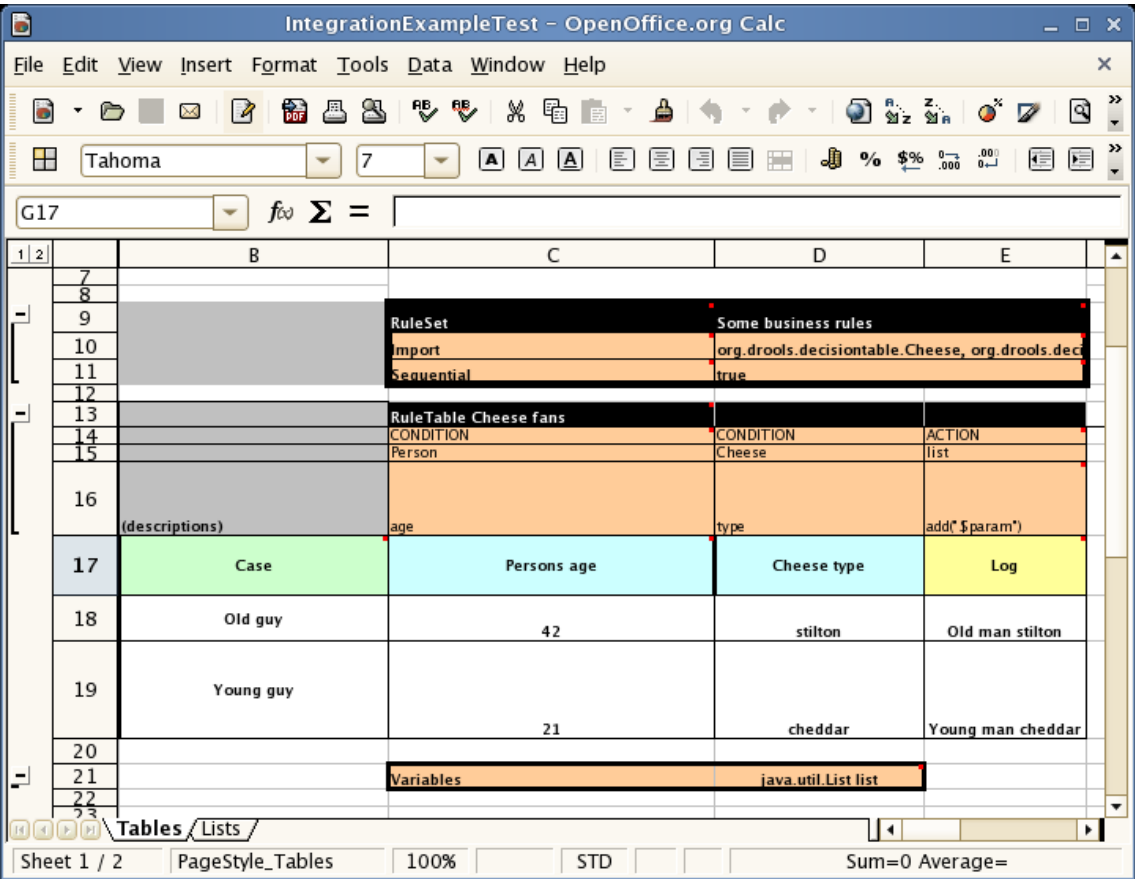 IntegrationExampleTest - OpenOffice.org Calc
File Edit View Insert Format Tools Data Window Help
Tahoma 7
G17 f(x) Σ =
1 2 B C D E
7
8
9 RuleSet Some business rules
10 Import org.drools.decisiontable.Cheese, org.drools.deci
11 Sequential true
12
13 RuleTable Cheese fans
14 CONDITION CONDITION ACTION
15 Person Cheese list
16 (descriptions) age type add("$param")
17 Case Persons age Cheese type Log
18 Old guy 42 stilton Old man stilton
19 Young guy 21 cheddar Young man cheddar
20
21 Variables java.util.List list
22
23
Tables Lists
Sheet 1 / 2 PageStyle_Tables 100% STD Sum=0 Average=